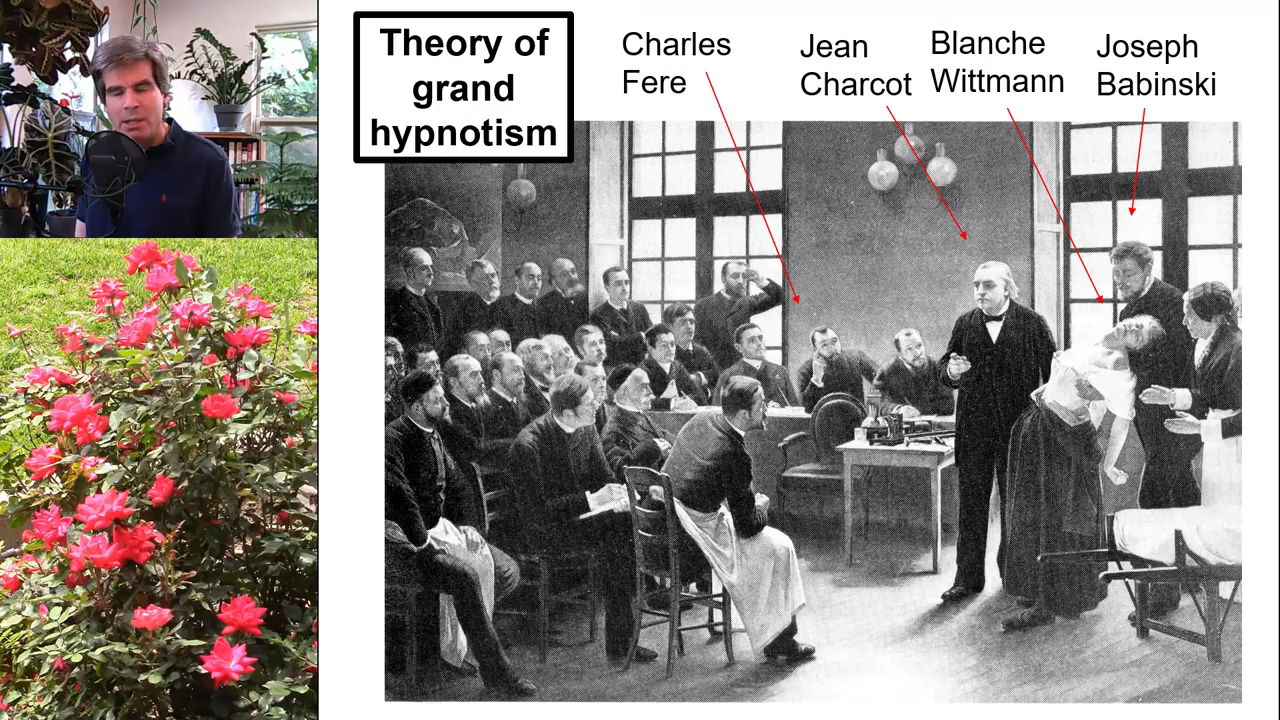 Theory of
grand
hypnotism
Charles
Fere
Jean
Charcot
Blanche
Wittmann
Joseph
Babinski